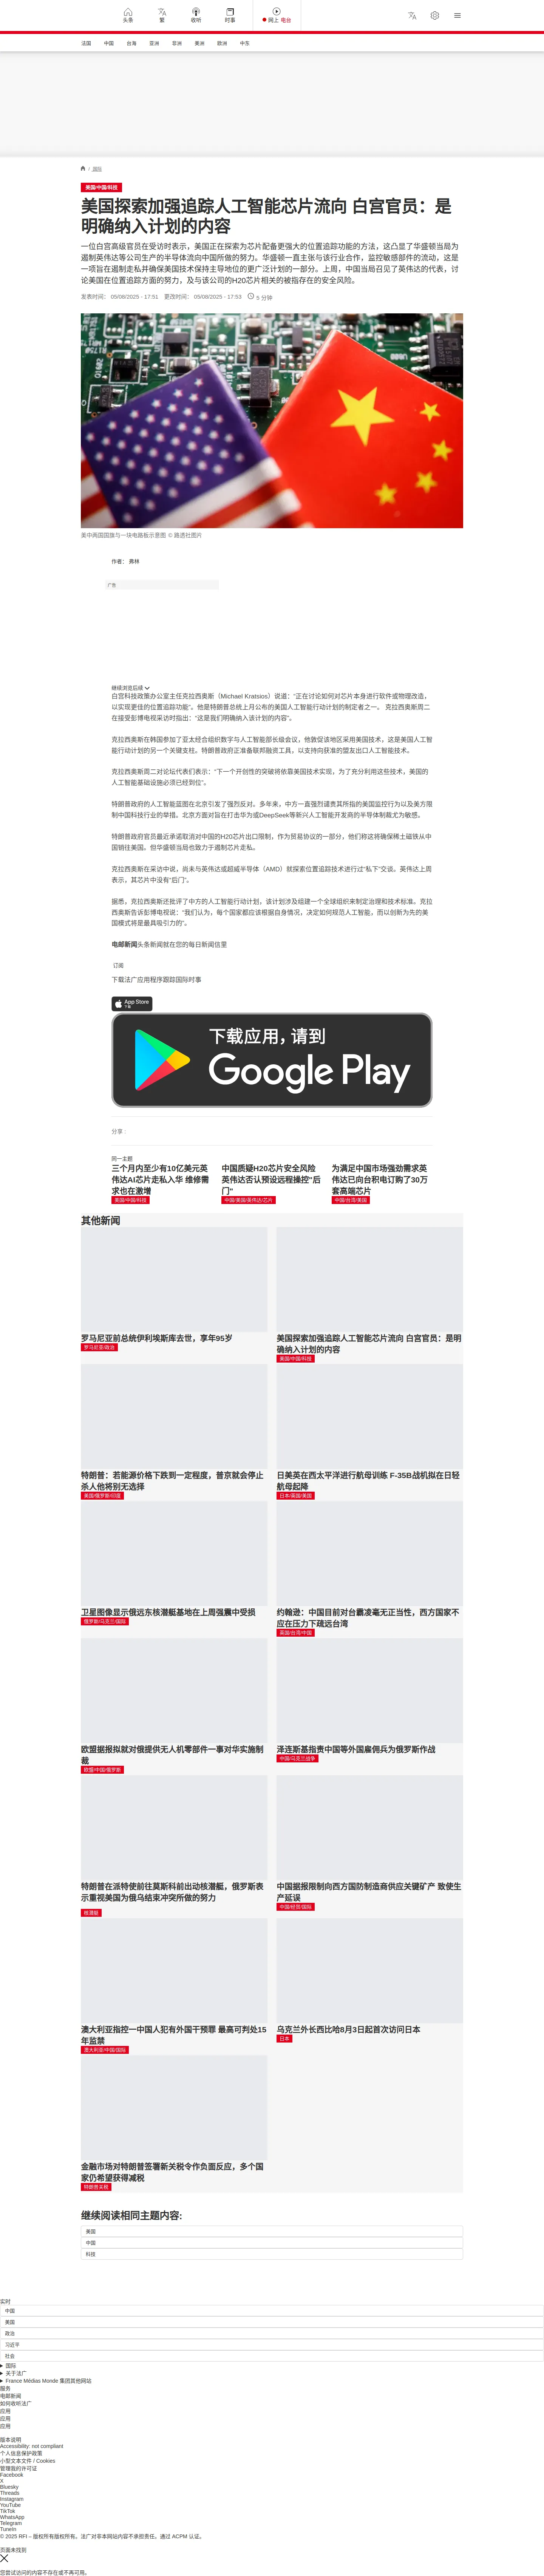 头条
繁
收听
时事
网上 电台
法国 中国 台海 亚洲 非洲 美洲 欧洲 中东
/ 国际
美国/中国/科技
美国探索加强追踪人工智能芯片流向 白宫官员：是
明确纳入计划的内容
一位白宫高级官员在受访时表示，美国正在探索为芯片配备更强大的位置追踪功能的方法，这凸显了华盛顿当局为
遏制英伟达等公司生产的半导体流向中国所做的努力。华盛顿一直主张与该行业合作，监控敏感部件的流动，这是
一项旨在遏制走私并确保美国技术保持主导地位的更广泛计划的一部分。上周，中国当局召见了英伟达的代表，讨
论美国在位置追踪方面的努力，及与该公司的H20芯片相关的被指存在的安全风险。
发表时间： 05/08/2025 - 17:51 更改时间： 05/08/2025 - 17:53 5 分钟
美中两国国旗与一块电路板示意图 © 路透社图片
作者： 弗林
广告
继续浏览后续
白宫科技政策办公室主任克拉西奥斯（Michael Kratsios）说道：“正在讨论如何对芯片本身进行软件或物理改造，
以实现更佳的位置追踪功能”。他是特朗普总统上月公布的美国人工智能行动计划的制定者之一。 克拉西奥斯周二
在接受彭博电视采访时指出：“这是我们明确纳入该计划的内容”。
克拉西奥斯在韩国参加了亚太经合组织数字与人工智能部长级会议，他敦促该地区采用美国技术，这是美国人工智
能行动计划的另一个关键支柱。特朗普政府正准备联邦融资工具，以支持向获准的盟友出口人工智能技术。
克拉西奥斯周二对论坛代表们表示：“下一个开创性的突破将依靠美国技术实现，为了充分利用这些技术，美国的
人工智能基础设施必须已经到位”。
特朗普政府的人工智能蓝图在北京引发了强烈反对。多年来，中方一直强烈谴责其所指的美国监控行为以及美方限
制中国科技行业的举措。北京方面对旨在打击华为或DeepSeek等新兴人工智能开发商的半导体制裁尤为敏感。
特朗普政府官员最近承诺取消对中国的H20芯片出口限制，作为贸易协议的一部分，他们称这将确保稀土磁铁从中
国销往美国。但华盛顿当局也致力于遏制芯片走私。
克拉西奥斯在采访中说，尚未与英伟达或超威半导体（AMD）就探索位置追踪技术进行过“私下”交谈。英伟达上周
表示，其芯片中没有“后门”。
据悉，克拉西奥斯还批评了中方的人工智能行动计划，该计划涉及组建一个全球组织来制定治理和技术标准。克拉
西奥斯告诉彭博电视说：“我们认为，每个国家都应该根据自身情况，决定如何规范人工智能，而以创新为先的美
国模式将是最具吸引力的”。
电邮新闻头条新闻就在您的每日新闻信里
订阅
下载法广应用程序跟踪国际时事
App Store
下载
下载应用，请到
Google Play
分享 :
同一主题
三个月内至少有10亿美元英
伟达AI芯片走私入华 维修需
求也在激增
美国/中国/科技
中国质疑H20芯片安全风险
英伟达否认预设远程操控"后
门"
中国/美国/英伟达/芯片
为满足中国市场强劲需求英
伟达已向台积电订购了30万
套高端芯片
中国/台湾/美国
其他新闻
罗马尼亚前总统伊利埃斯库去世，享年95岁
罗马尼亚/政治
美国探索加强追踪人工智能芯片流向 白宫官员：是明
确纳入计划的内容
美国/中国/科技
特朗普：若能源价格下跌到一定程度，普京就会停止
杀人他将别无选择
美国/俄罗斯/印度
日美英在西太平洋进行航母训练 F-35B战机拟在日轻
航母起降
日本/英国/美国
卫星图像显示俄远东核潜艇基地在上周强震中受损
俄罗斯/乌克兰/国际
约翰逊：中国目前对台霸凌毫无正当性，西方国家不
应在压力下疏远台湾
英国/台湾/中国
欧盟据报拟就对俄提供无人机零部件一事对华实施制
裁
欧盟/中国/俄罗斯
泽连斯基指责中国等外国雇佣兵为俄罗斯作战
中国/乌克兰战争
特朗普在派特使前往莫斯科前出动核潜艇，俄罗斯表
示重视美国为俄乌结束冲突所做的努力
核潜艇
中国据报限制向西方国防制造商供应关键矿产 致使生
产延误
中国/经贸/国际
澳大利亚指控一中国人犯有外国干预罪 最高可判处15
年监禁
澳大利亚/中国/国际
乌克兰外长西比哈8月3日起首次访问日本
日本
金融市场对特朗普签署新关税令作负面反应，多个国
家仍希望获得减税
特朗普关税
继续阅读相同主题内容:
美国
中国
科技
实时
中国
美国
政治
习近平
社会
国际
关于法广
France Médias Monde 集团其他网站
服务
电邮新闻
如何收听法广
应用
应用
应用
版本说明
Accessibility: not compliant
个人信息保护政策
小型文本文件 / Cookies
管理我的许可证
Facebook
X
Bluesky
Threads
Instagram
YouTube
TikTok
WhatsApp
Telegram
TuneIn
© 2025 RFI – 版权所有版权所有。法广对非本网站内容不承担责任。通过 ACPM 认证。
页面未找到
您尝试访问的内容不存在或不再可用。